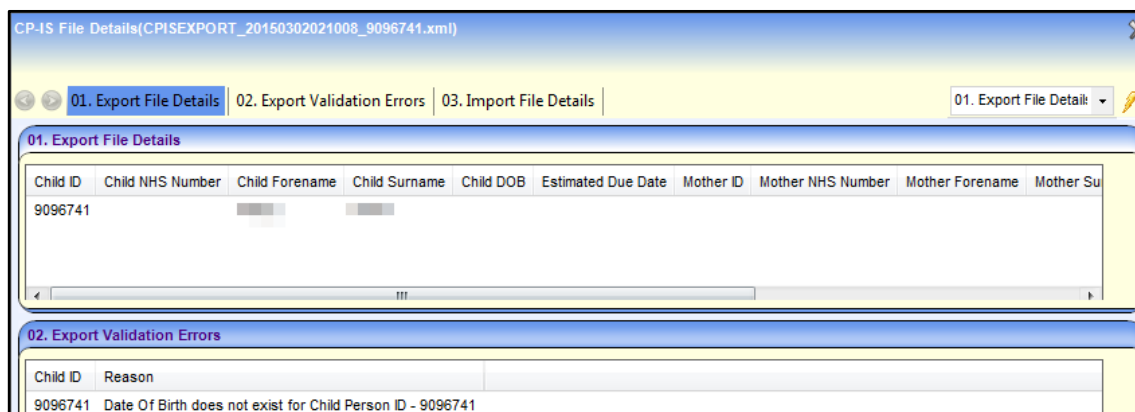 CP-IS File Details(CPISEXPORT_20150302021008_9096741.xml)
01. Export File Details 02. Export Validation Errors 03. Import File Details 01. Export File Detail
01. Export File Details
Child ID Child NHS Number Child Forename Child Surname Child DOB Estimated Due Date Mother ID Mother NHS Number Mother Forename Mother Su
9096741
02. Export Validation Errors
Child ID Reason
9096741 Date Of Birth does not exist for Child Person ID - 9096741